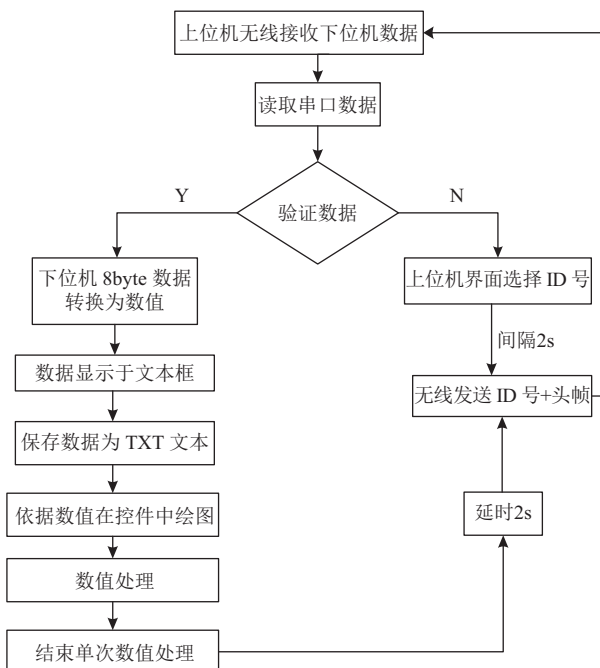 上位机无线接收下位机数据
读取串口数据
验证数据
Y
N
下位机 8byte 数据
转换为数值
数据显示于文本框
保存数据为 TXT 文本
依据数值在控件中绘图
数值处理
结束单次数值处理
上位机界面选择 ID 号
间隔2s
无线发送 ID 号+头帧
延时2s